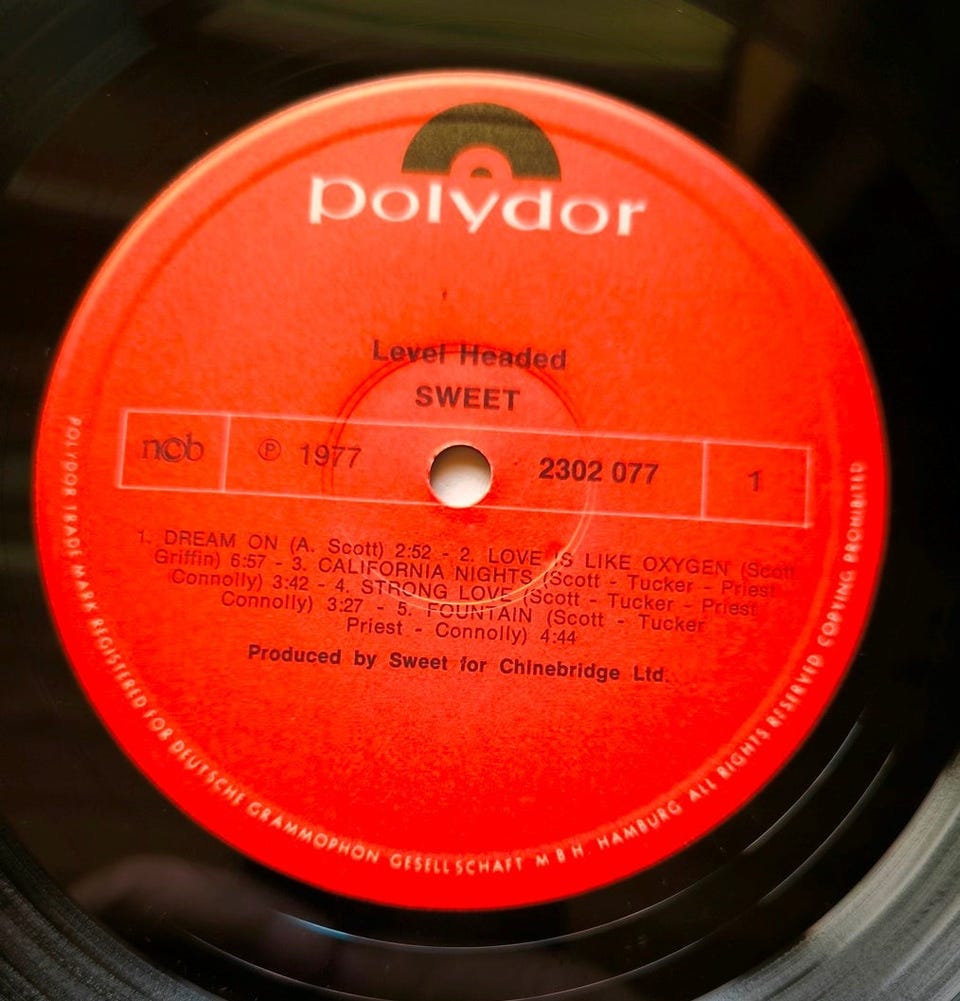 polydor
Level Headed
SWEET
ncb
℗ 1977
2302 077
1
1. DREAM ON (A. Scott) 2:52 - 2. LOVE IS LIKE OXYGEN (Scott
Griffin) 6:57 - 3. CALIFORNIA NIGHTS (Scott - Tucker - Priest
Connolly) 3:42 - 4. STRONG LOVE (Scott - Tucker - Priest
Connolly) 3:27 - 5. FOUNTAIN (Scott - Tucker
Priest - Connolly) 4:44
Produced by Sweet for Chinebridge Ltd.
POLYDOR TRADE MARK REGISTERED FOR DEUTSCHE GRAMMOPHON GESELLSCHAFT M B H. HAMBURG ALL RIGHTS RESERVED COPYING PROHIBITED